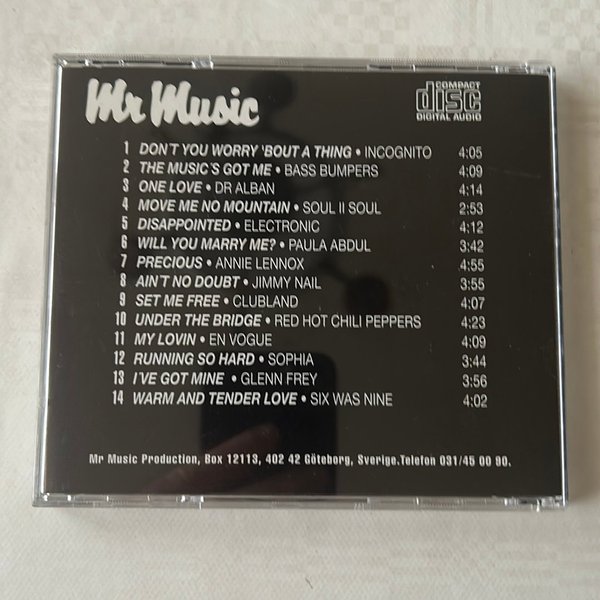 Mr Music
COMPACT
disc
DIGITAL AUDIO
1 DON'T YOU WORRY 'BOUT A THING • INCOGNITO 4:05
2 THE MUSIC'S GOT ME • BASS BUMPERS 4:09
3 ONE LOVE • DR ALBAN 4:14
4 MOVE ME NO MOUNTAIN • SOUL II SOUL 2:53
5 DISAPPOINTED • ELECTRONIC 4:12
6 WILL YOU MARRY ME? • PAULA ABDUL 3:42
7 PRECIOUS • ANNIE LENNOX 4:55
8 AIN'T NO DOUBT • JIMMY NAIL 3:55
9 SET ME FREE • CLUBLAND 4:07
10 UNDER THE BRIDGE • RED HOT CHILI PEPPERS 4:23
11 MY LOVIN • EN VOGUE 4:09
12 RUNNING SO HARD • SOPHIA 3:44
13 I'VE GOT MINE • GLENN FREY 3:56
14 WARM AND TENDER LOVE • SIX WAS NINE 4:02
Mr Music Production, Box 12113, 402 42 Göteborg, Sverige.Telefon 031/45 00 90.